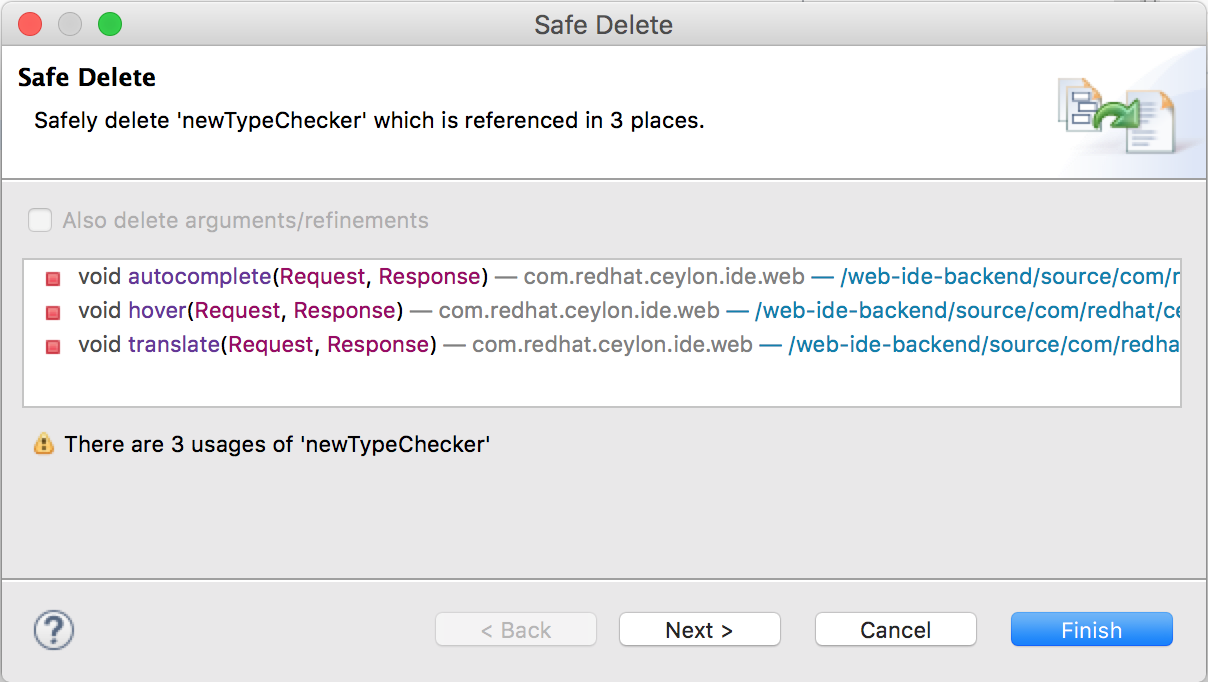 Safe Delete
Safe Delete
Safely delete 'newTypeChecker' which is referenced in 3 places.
Also delete arguments/refinements
void autocomplete(Request, Response) — com.redhat.ceylon.ide.web — /web-ide-backend/source/com/r
void hover(Request, Response) — com.redhat.ceylon.ide.web — /web-ide-backend/source/com/redhat/ce
void translate(Request, Response) — com.redhat.ceylon.ide.web — /web-ide-backend/source/com/redha
There are 3 usages of 'newTypeChecker'
? < Back Next > Cancel Finish